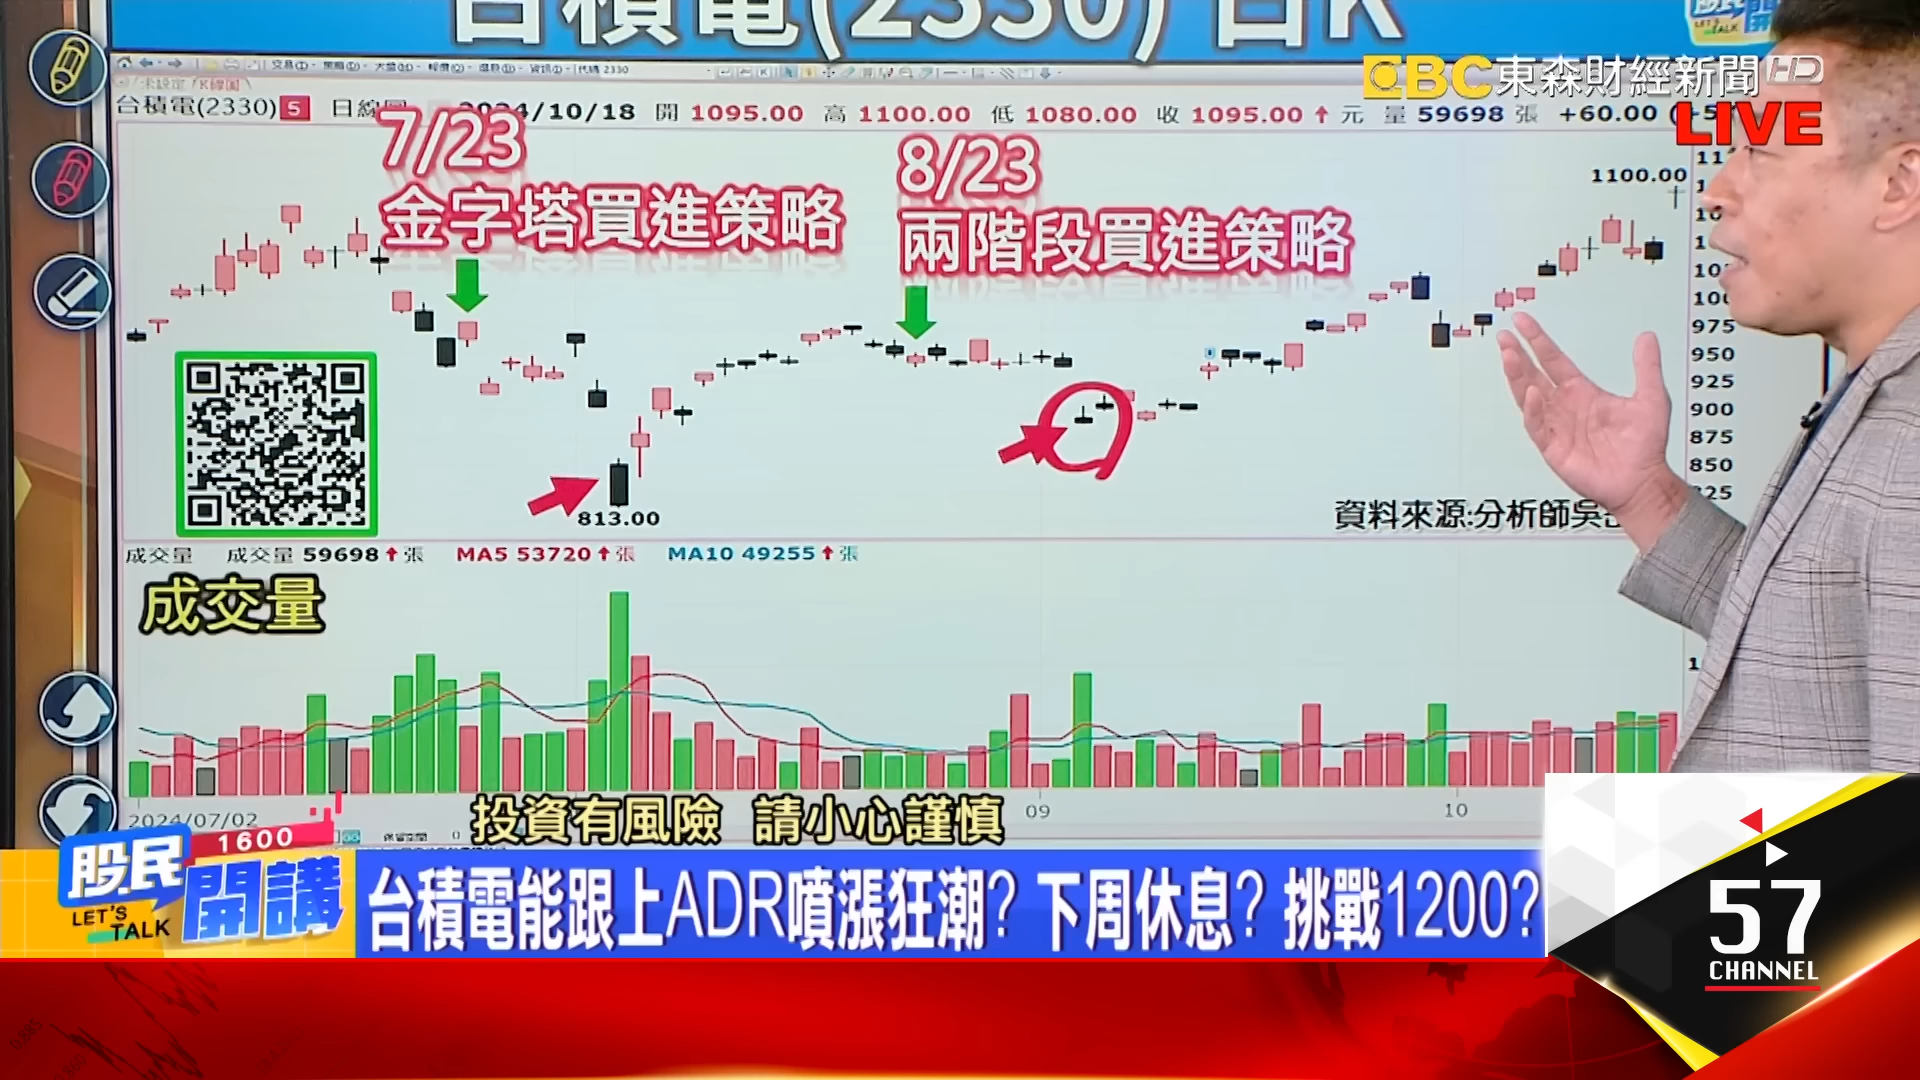 台積電(2330) 日K
EBC 東森財經新聞 HD
LIVE
台積電(2330) S 日線圖 2024/10/18 開 1095.00 高 1100.00 低 1080.00 收 1095.00 ↑ 元 量 59698 張 +60.00
7/23
金字塔買進策略
8/23
兩階段買進策略
1100.00
975
950
925
900
875
850
825
813.00
資料來源:分析師吳
成交量 成交量 59698 ↑ 張 MA5 53720 ↑ 張 MA10 49255 ↑ 張
成交量
2024/07/02
09
10
投資有風險 請小心謹慎
1600
股民
開講
LET'S
TALK
台積電能跟上ADR噴漲狂潮? 下周休息? 挑戰1200?
57
CHANNEL